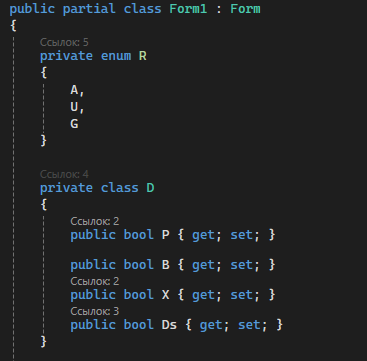 public partial class Form1 : Form
{
Ссылок: 5
private enum R
{
A,
U,
G
}
Ссылок: 4
private class D
{
Ссылок: 2
public bool P { get; set; }
public bool B { get; set; }
Ссылок: 2
public bool X { get; set; }
Ссылок: 3
public bool Ds { get; set; }
}